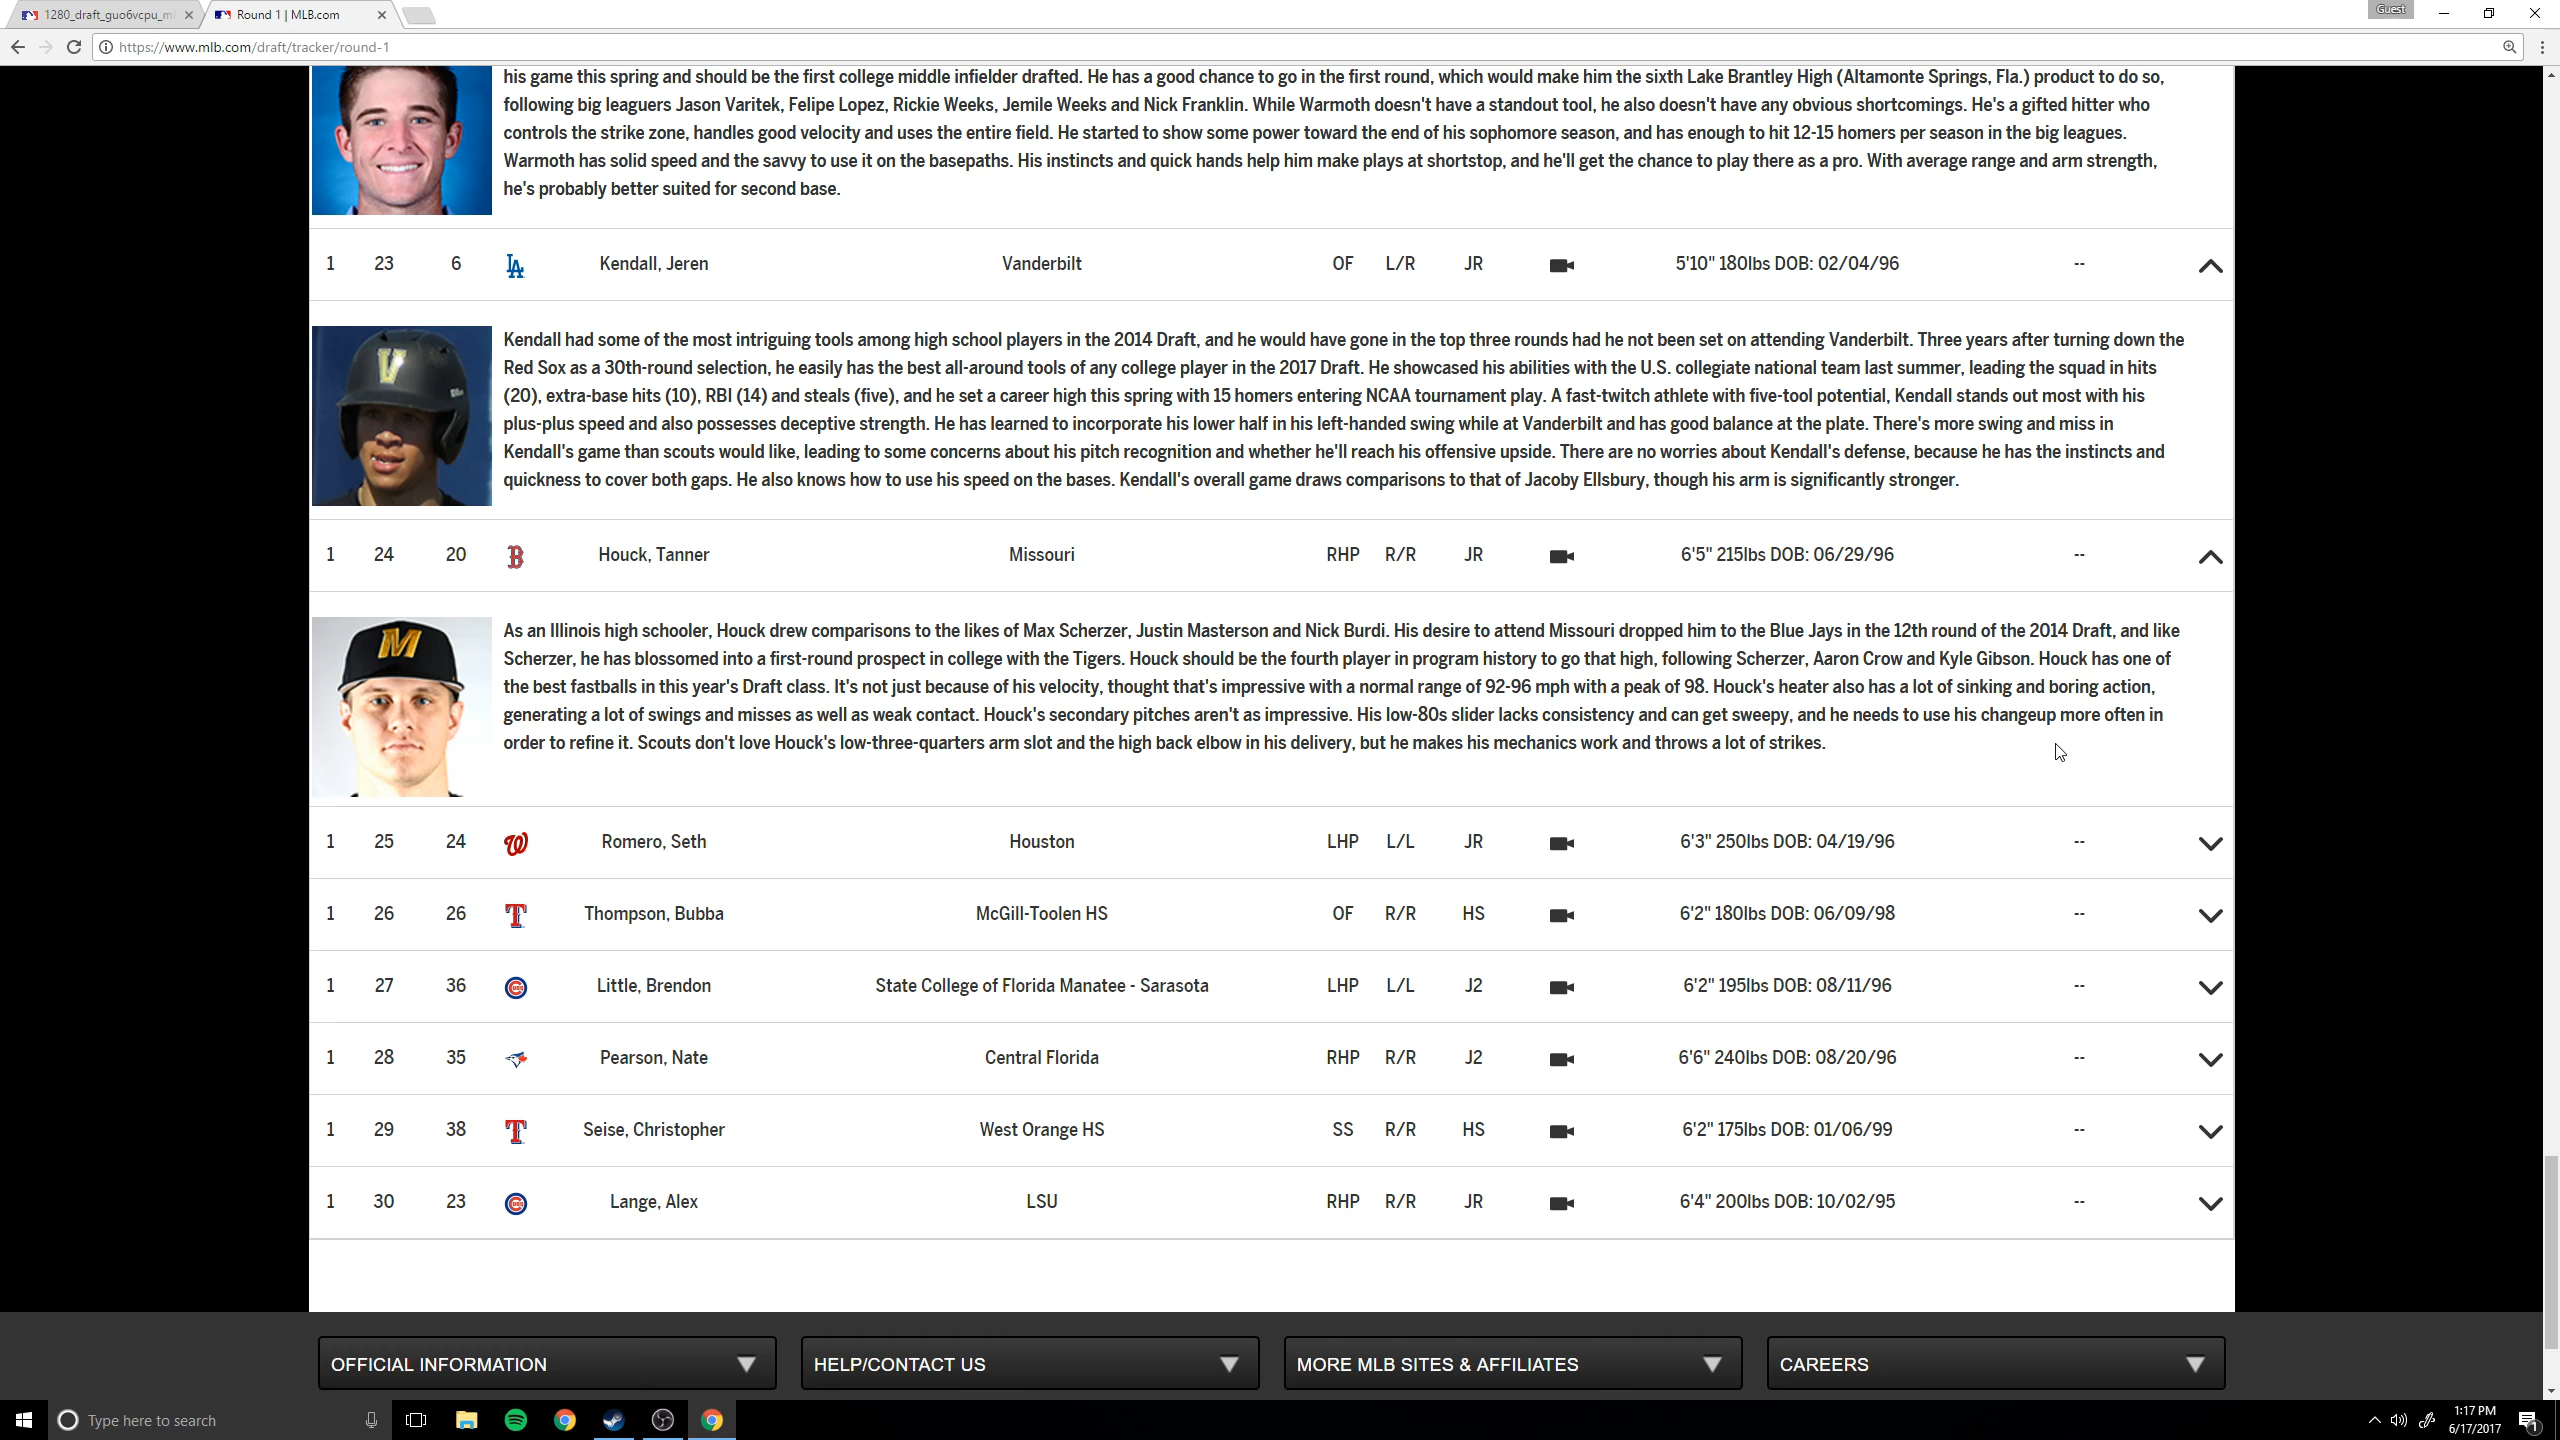 1280_draft_guo6vcpu_m
Round 1 | MLB.com
Guest
https://www.mlb.com/draft/tracker/round-1
his game this spring and should be the first college middle infielder drafted. He has a good chance to go in the first round, which would make him the sixth Lake Brantley High (Altamonte Springs, Fla.) product to do so,
following big leaguers Jason Varitek, Felipe Lopez, Rickie Weeks, Jemile Weeks and Nick Franklin. While Warmoth doesn't have a standout tool, he also doesn't have any obvious shortcomings. He's a gifted hitter who
controls the strike zone, handles good velocity and uses the entire field. He started to show some power toward the end of his sophomore season, and has enough to hit 12-15 homers per season in the big leagues.
Warmoth has solid speed and the savvy to use it on the basepaths. His instincts and quick hands help him make plays at shortstop, and he'll get the chance to play there as a pro. With average range and arm strength,
he's probably better suited for second base.
1 23 6 LA Kendall, Jeren Vanderbilt OF L/R JR 5'10" 180lbs DOB: 02/04/96 --
V
Kendall had some of the most intriguing tools among high school players in the 2014 Draft, and he would have gone in the top three rounds had he not been set on attending Vanderbilt. Three years after turning down the
Red Sox as a 30th-round selection, he easily has the best all-around tools of any college player in the 2017 Draft. He showcased his abilities with the U.S. collegiate national team last summer, leading the squad in hits
(20), extra-base hits (10), RBI (14) and steals (five), and he set a career high this spring with 15 homers entering NCAA tournament play. A fast-twitch athlete with five-tool potential, Kendall stands out most with his
plus-plus speed and also possesses deceptive strength. He has learned to incorporate his lower half in his left-handed swing while at Vanderbilt and has good balance at the plate. There's more swing and miss in
Kendall's game than scouts would like, leading to some concerns about his pitch recognition and whether he'll reach his offensive upside. There are no worries about Kendall's defense, because he has the instincts and
quickness to cover both gaps. He also knows how to use his speed on the bases. Kendall's overall game draws comparisons to that of Jacoby Ellsbury, though his arm is significantly stronger.
1 24 20 B Houck, Tanner Missouri RHP R/R JR 6'5" 215lbs DOB: 06/29/96 --
M
As an Illinois high schooler, Houck drew comparisons to the likes of Max Scherzer, Justin Masterson and Nick Burdi. His desire to attend Missouri dropped him to the Blue Jays in the 12th round of the 2014 Draft, and like
Scherzer, he has blossomed into a first-round prospect in college with the Tigers. Houck should be the fourth player in program history to go that high, following Scherzer, Aaron Crow and Kyle Gibson. Houck has one of
the best fastballs in this year's Draft class. It's not just because of his velocity, thought that's impressive with a normal range of 92-96 mph with a peak of 98. Houck's heater also has a lot of sinking and boring action,
generating a lot of swings and misses as well as weak contact. Houck's secondary pitches aren't as impressive. His low-80s slider lacks consistency and can get sweepy, and he needs to use his changeup more often in
order to refine it. Scouts don't love Houck's low-three-quarters arm slot and the high back elbow in his delivery, but he makes his mechanics work and throws a lot of strikes.
1 25 24 W Romero, Seth Houston LHP L/L JR 6'3" 250lbs DOB: 04/19/96 --
1 26 26 T Thompson, Bubba McGill-Toolen HS OF R/R HS 6'2" 180lbs DOB: 06/09/98 --
1 27 36 CUBS Little, Brendon State College of Florida Manatee - Sarasota LHP L/L J2 6'2" 195lbs DOB: 08/11/96 --
1 28 35 Pearson, Nate Central Florida RHP R/R J2 6'6" 240lbs DOB: 08/20/96 --
1 29 38 T Seise, Christopher West Orange HS SS R/R HS 6'2" 175lbs DOB: 01/06/99 --
1 30 23 CUBS Lange, Alex LSU RHP R/R JR 6'4" 200lbs DOB: 10/02/95 --
OFFICIAL INFORMATION
HELP/CONTACT US
MORE MLB SITES & AFFILIATES
CAREERS
Type here to search
1:17 PM
6/17/2017
1